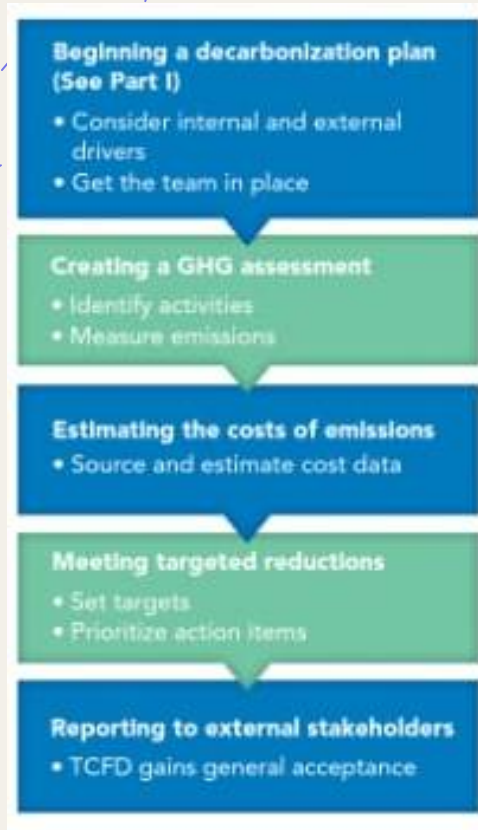 Beginning a decarbonization plan
(See Part I)
• Consider internal and external
drivers
• Get the team in place
Creating a GHG assessment
• Identify activities
• Measure emissions
Estimating the costs of emissions
• Source and estimate cost data
Meeting targeted reductions
• Set targets
• Prioritize action items
Reporting to external stakeholders
• TCFD gains general acceptance